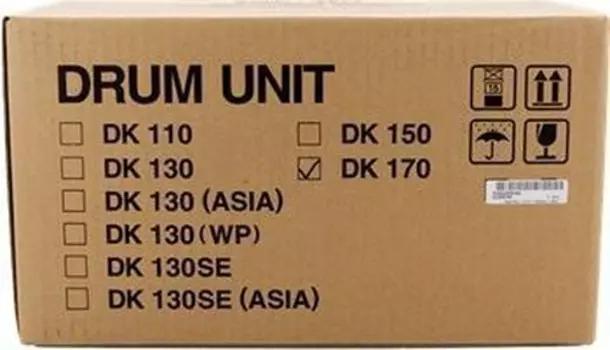 DRUM UNIT
DK 110
DK 150
DK 130
DK 170
DK 130 (ASIA)
DK 130 (WP)
DK 130SE
DK 130SE (ASIA)